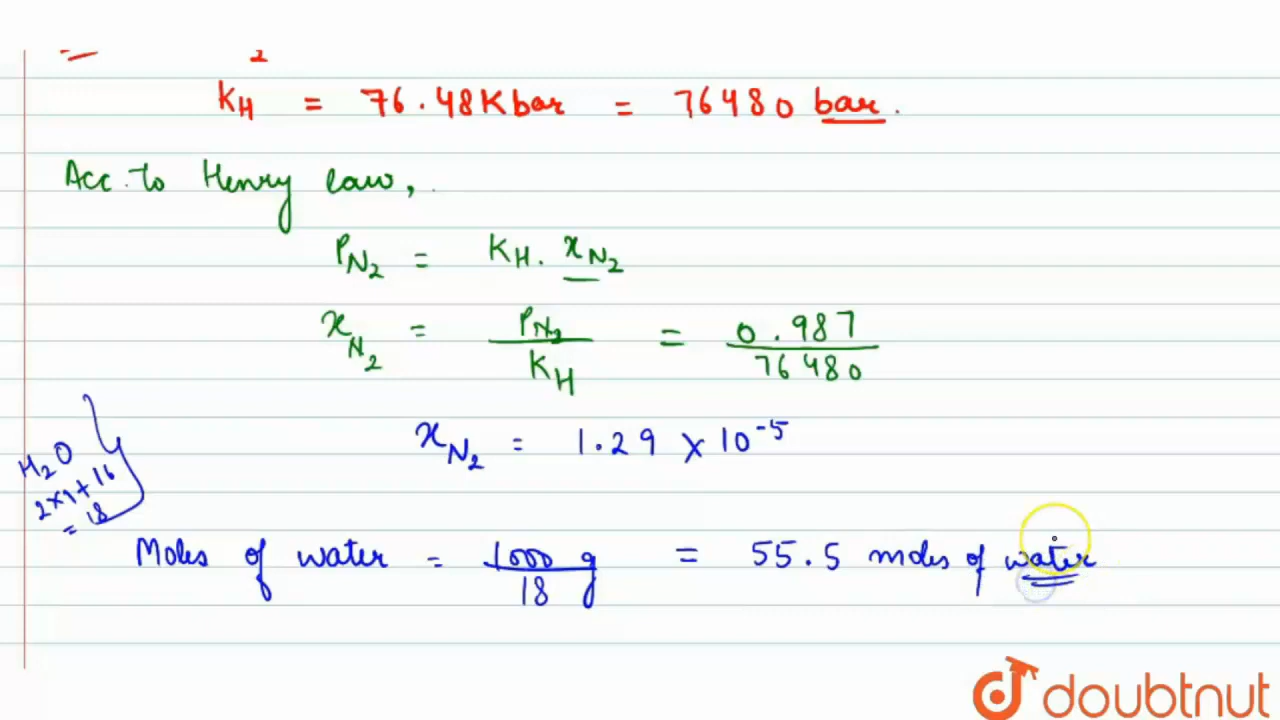 2
K_H = 76.48 K bar = 76480 bar.
Acc. to Henry law,
P_N2 = K_H . x_N2
x_N2 = P_N2 / K_H = 0.987 / 76480
x_N2 = 1.29 × 10^-5
H2O
2×1+16
= 18
Moles of water = 1000 g / 18 = 55.5 moles of water
doubtnut